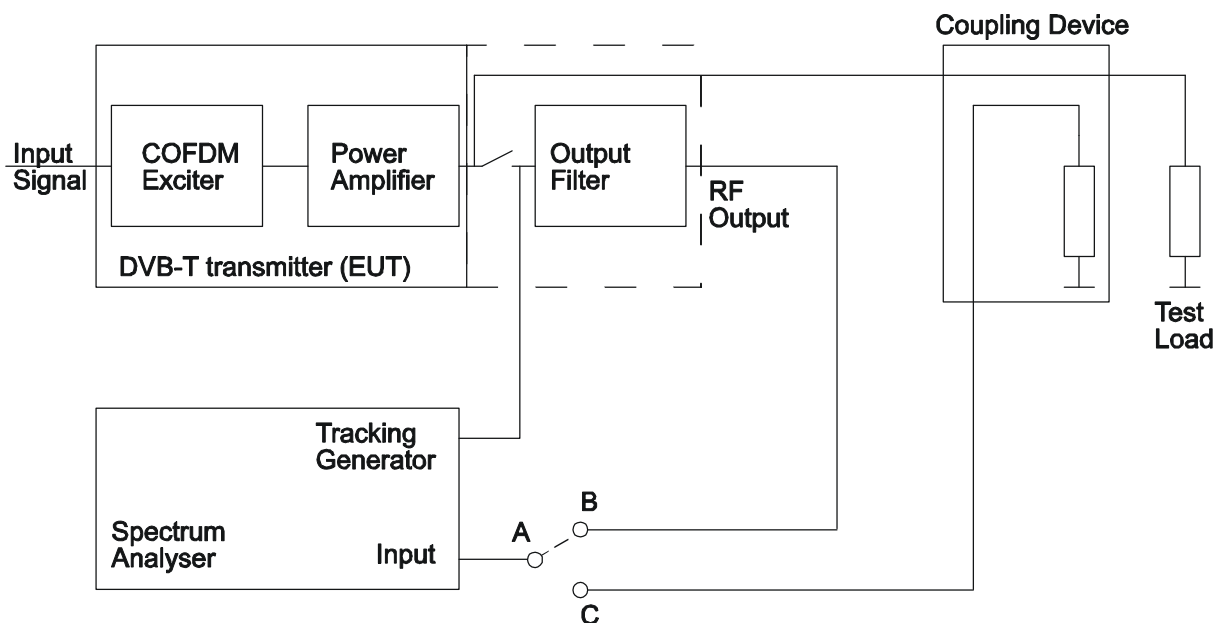 Coupling Device
Input
Signal
COFDM
Exciter
Power
Amplifier
Output
Filter
RF
Output
DVB-T transmitter (EUT)
Test
Load
Tracking
Generator
Spectrum
Analyser
Input
A
B
C